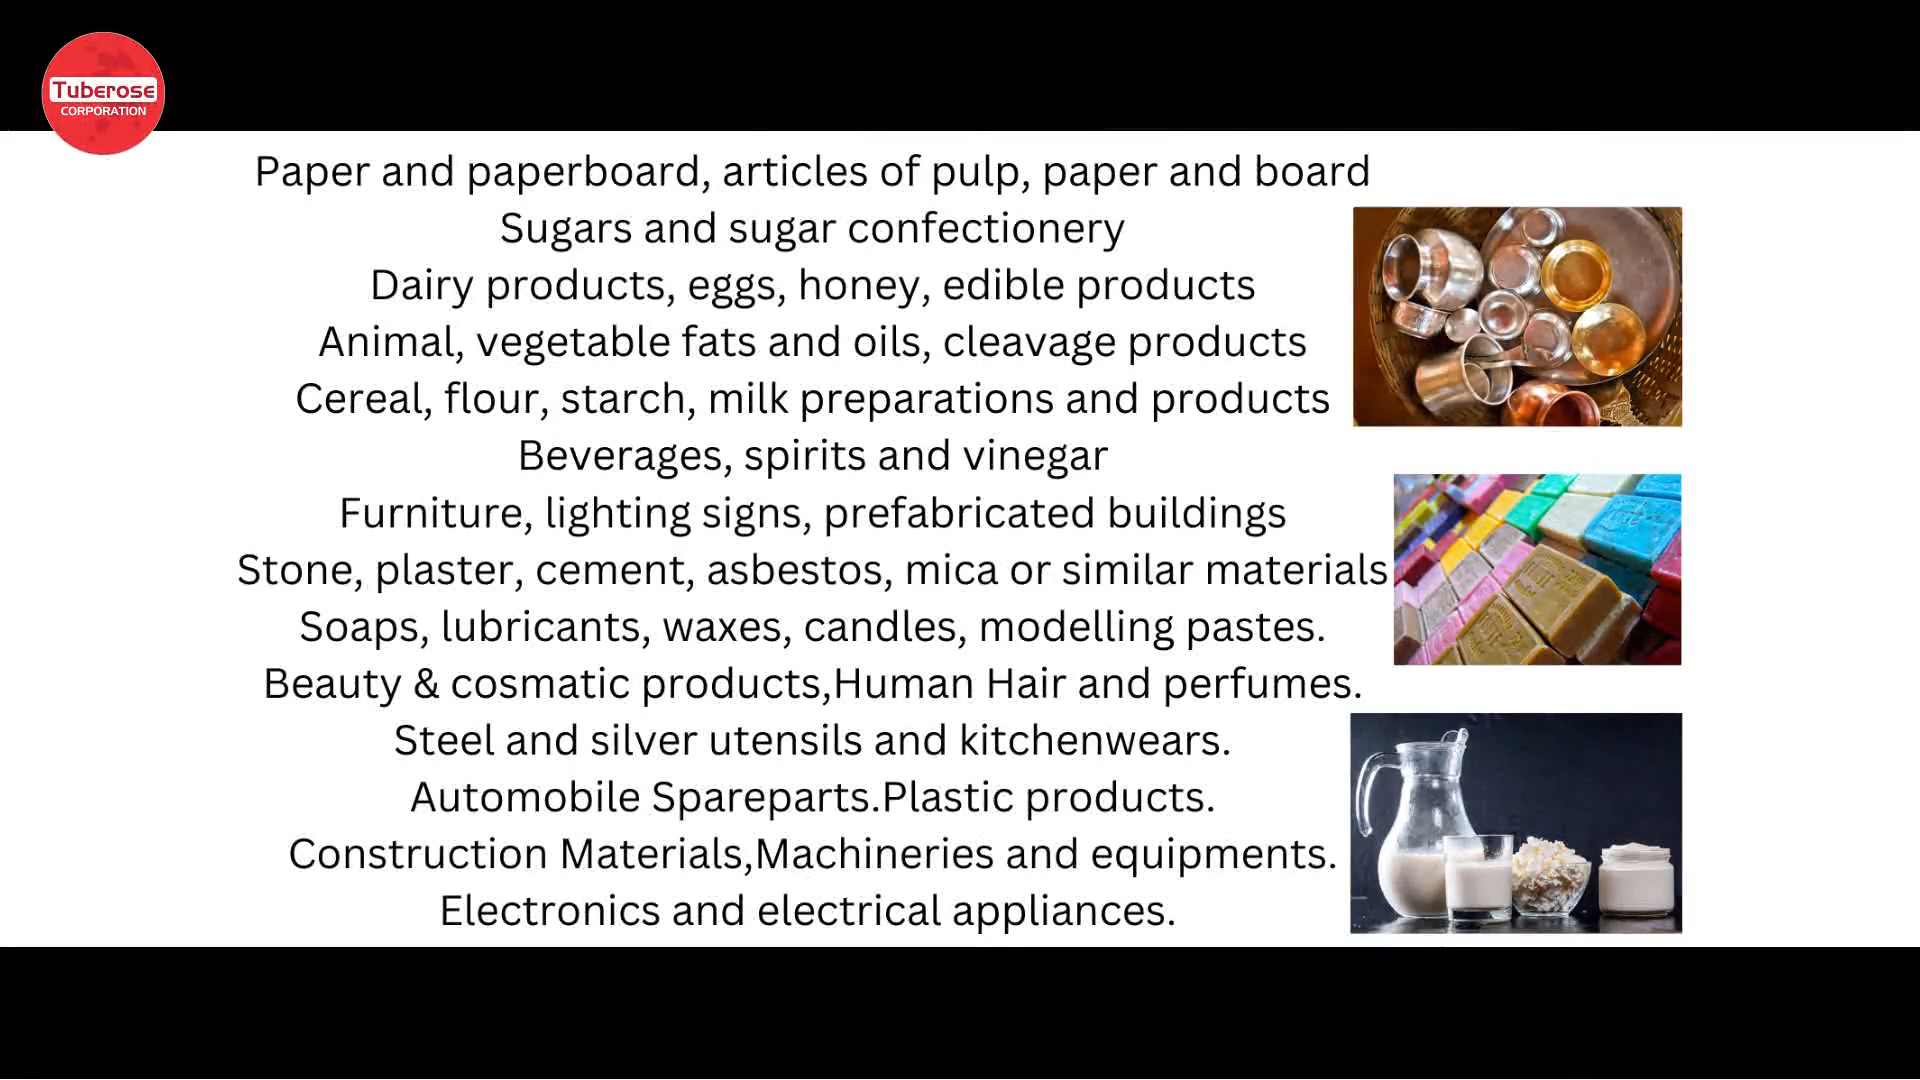 Tuberose
CORPORATION
Paper and paperboard, articles of pulp, paper and board
Sugars and sugar confectionery
Dairy products, eggs, honey, edible products
Animal, vegetable fats and oils, cleavage products
Cereal, flour, starch, milk preparations and products
Beverages, spirits and vinegar
Furniture, lighting signs, prefabricated buildings
Stone, plaster, cement, asbestos, mica or similar materials
Soaps, lubricants, waxes, candles, modelling pastes.
Beauty & cosmatic products,Human Hair and perfumes.
Steel and silver utensils and kitchenwears.
Automobile Spareparts.Plastic products.
Construction Materials,Machineries and equipments.
Electronics and electrical appliances.